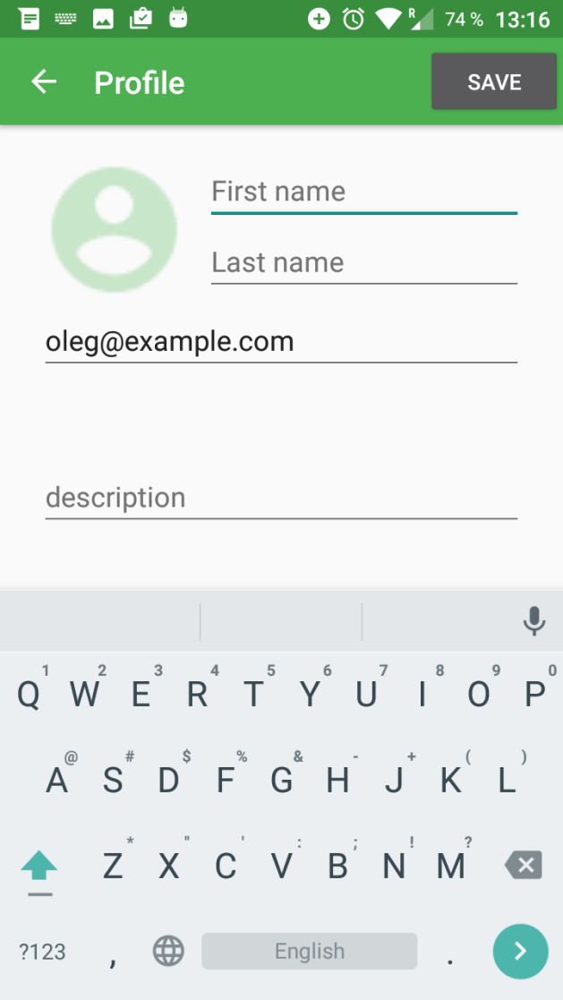 R 74 % 13:16
Profile SAVE
First name
Last name
oleg@example.com
description
1 2 3 4 5 6 7 8 9 0
Q W E R T Y U I O P
@ # $ % & - + ( )
A S D F G H J K L
* " ' : ; ! ?
Z X C V B N M
?123 , English .